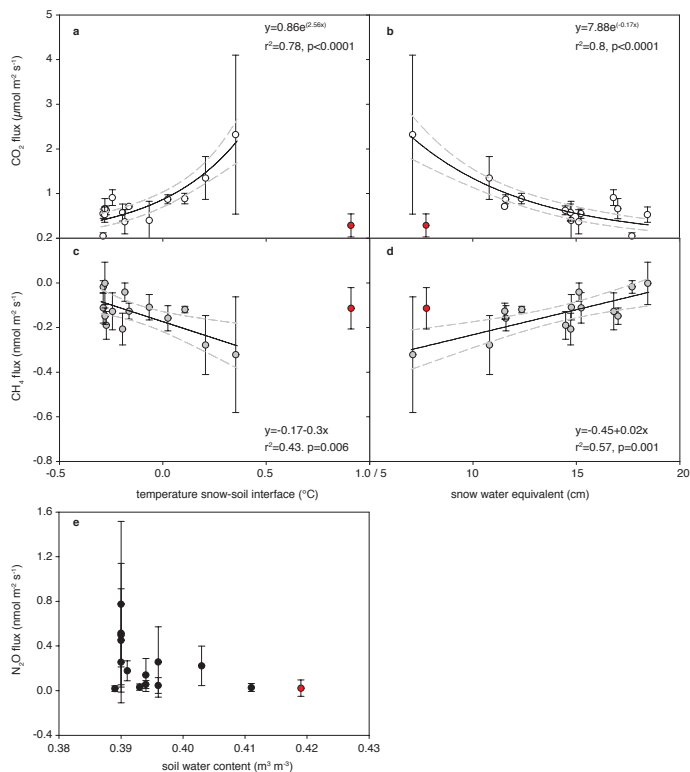 a
y=0.86e(2.56x)
r²=0.78, p<0.0001
b
y=7.88e(-0.17x)
r²=0.8, p<0.0001
CO₂ flux (μmol m⁻² s⁻¹)
5
4
3
2
1
0.2
c
y=-0.17-0.3x
r²=0.43. p=0.006
d
y=-0.45+0.02x
r²=0.57, p=0.001
CH₄ flux (nmol m⁻² s⁻¹)
0.0
-0.2
-0.4
-0.6
-0.8
-0.5 0.0 0.5 1.0 / 5 10 15 20
temperature snow-soil interface (°C)
snow water equivalent (cm)
e
N₂O flux (nmol m⁻² s⁻¹)
1.6
1.2
0.8
0.4
0.0
-0.4
0.38 0.39 0.40 0.41 0.42 0.43
soil water content (m³ m⁻³)